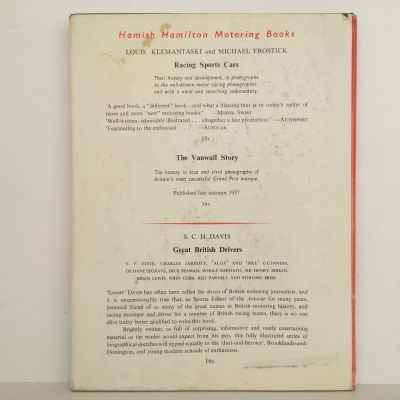 Hamish Hamilton Motoring Books
LOUIS KLEMANTASKI and MICHAEL FROSTICK
Racing Sports Cars
Their history and development, in photographs
by the well-known motor racing photographer,
and with a vivid and searching commentary.
'A good book, a "different" book—and what a blessing that is in today's welter of
more and more "new" motoring books.' —MOTOR SPORT
'Well-written, admirably illustrated . . . altogether a fine production.' —AUTOSPORT
'Fascinating to the enthusiast . . .' —AUTOCAR
15s.
The Vanwall Story
The history in text and vivid photographs of
Britain's most successful Grand Prix marque.
Published late autumn 1957
16s.
S. C. H. DAVIS
Great British Drivers
S. F. EDGE, CHARLES JARROTT, 'ALGY' AND 'BILL' GUINNESS,
DE HANE SEGRAVE, DICK SEAMAN, WOOLF BARNATO, SIR HENRY BIRKIN,
BRIAN LEWIS, JOHN COBB, REG PARNELL AND STIRLING MOSS
'SAMMY' DAVIS has often been called the doyen of British motoring journalists, and
it is unquestionably true that, as Sports Editor of the Autocar for many years,
personal friend of so many of the great names in British motoring history, and
racing manager and driver for a number of British racing teams, there is no one
alive today better qualified to write this book.
Brightly written, as full of surprising, informative and vastly entertaining
material as the reader would expect from his pen, this fully illustrated series of
biographical sketches will appeal equally to the 'dust-and-heroics', Brooklands-and-
Donington, and young modern schools of enthusiasts.
16s.